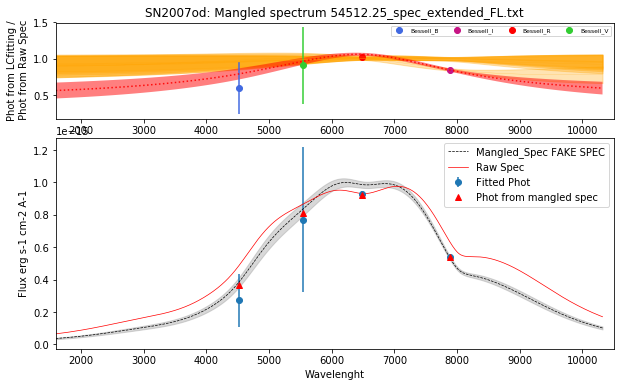 SN2007od: Mangled spectrum 54512.25_spec_extended_FL.txt
Phot from LCfitting /
Phot from Raw Spec
1.5
1.0
0.5
Bessell_B
Bessell_I
Bessell_R
Bessell_V
2000 3000 4000 5000 6000 7000 8000 9000 10000
Flux erg s-1 cm-2 A-1
1.2
1.0
0.8
0.6
0.4
0.2
0.0
Mangled_Spec FAKE SPEC
Raw Spec
Fitted Phot
Phot from mangled spec
2000 3000 4000 5000 6000 7000 8000 9000 10000
Wavelenght